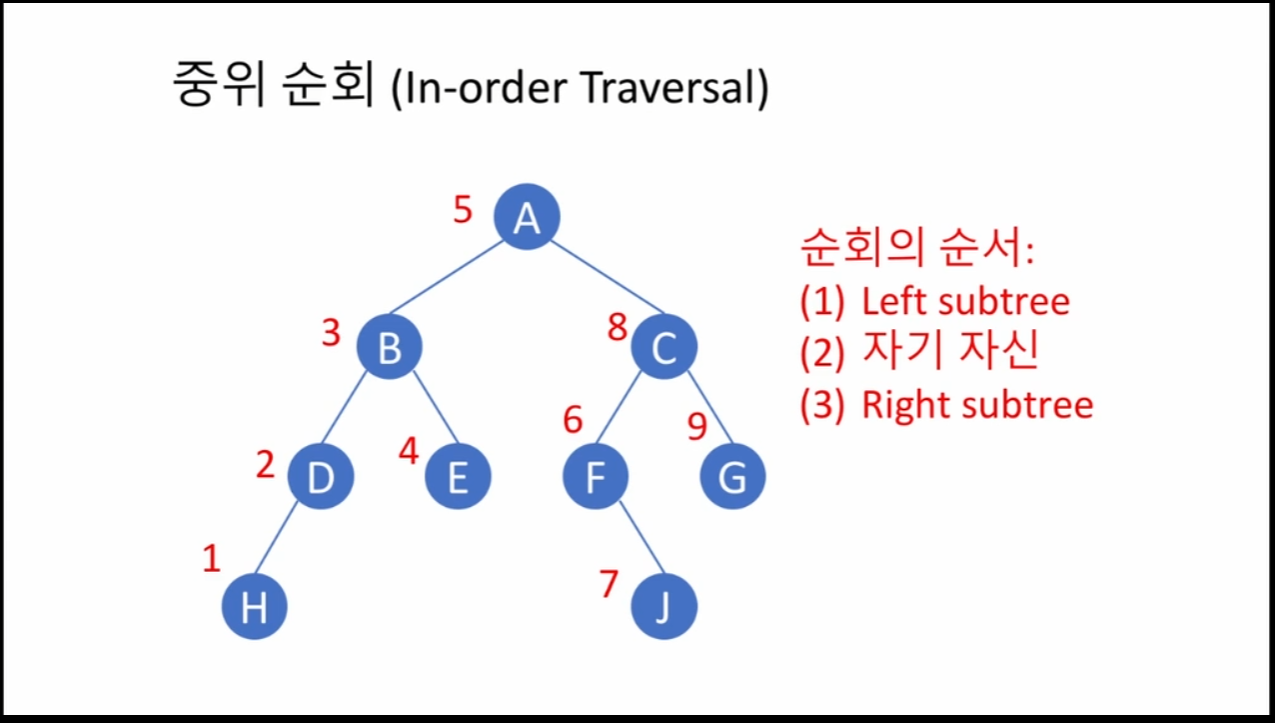 중위 순회 (In-order Traversal)
5 A
3 B
8 C
2 D
4 E
6 F
9 G
1 H
7 J
순회의 순서:
(1) Left subtree
(2) 자기 자신
(3) Right subtree